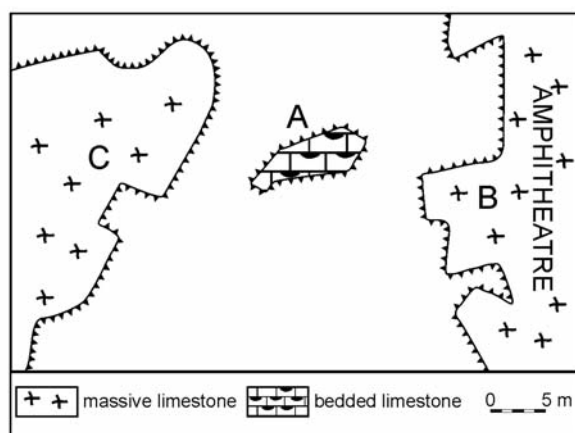 A
C
B
AMPHITHEATRE
massive limestone
bedded limestone
0 5 m